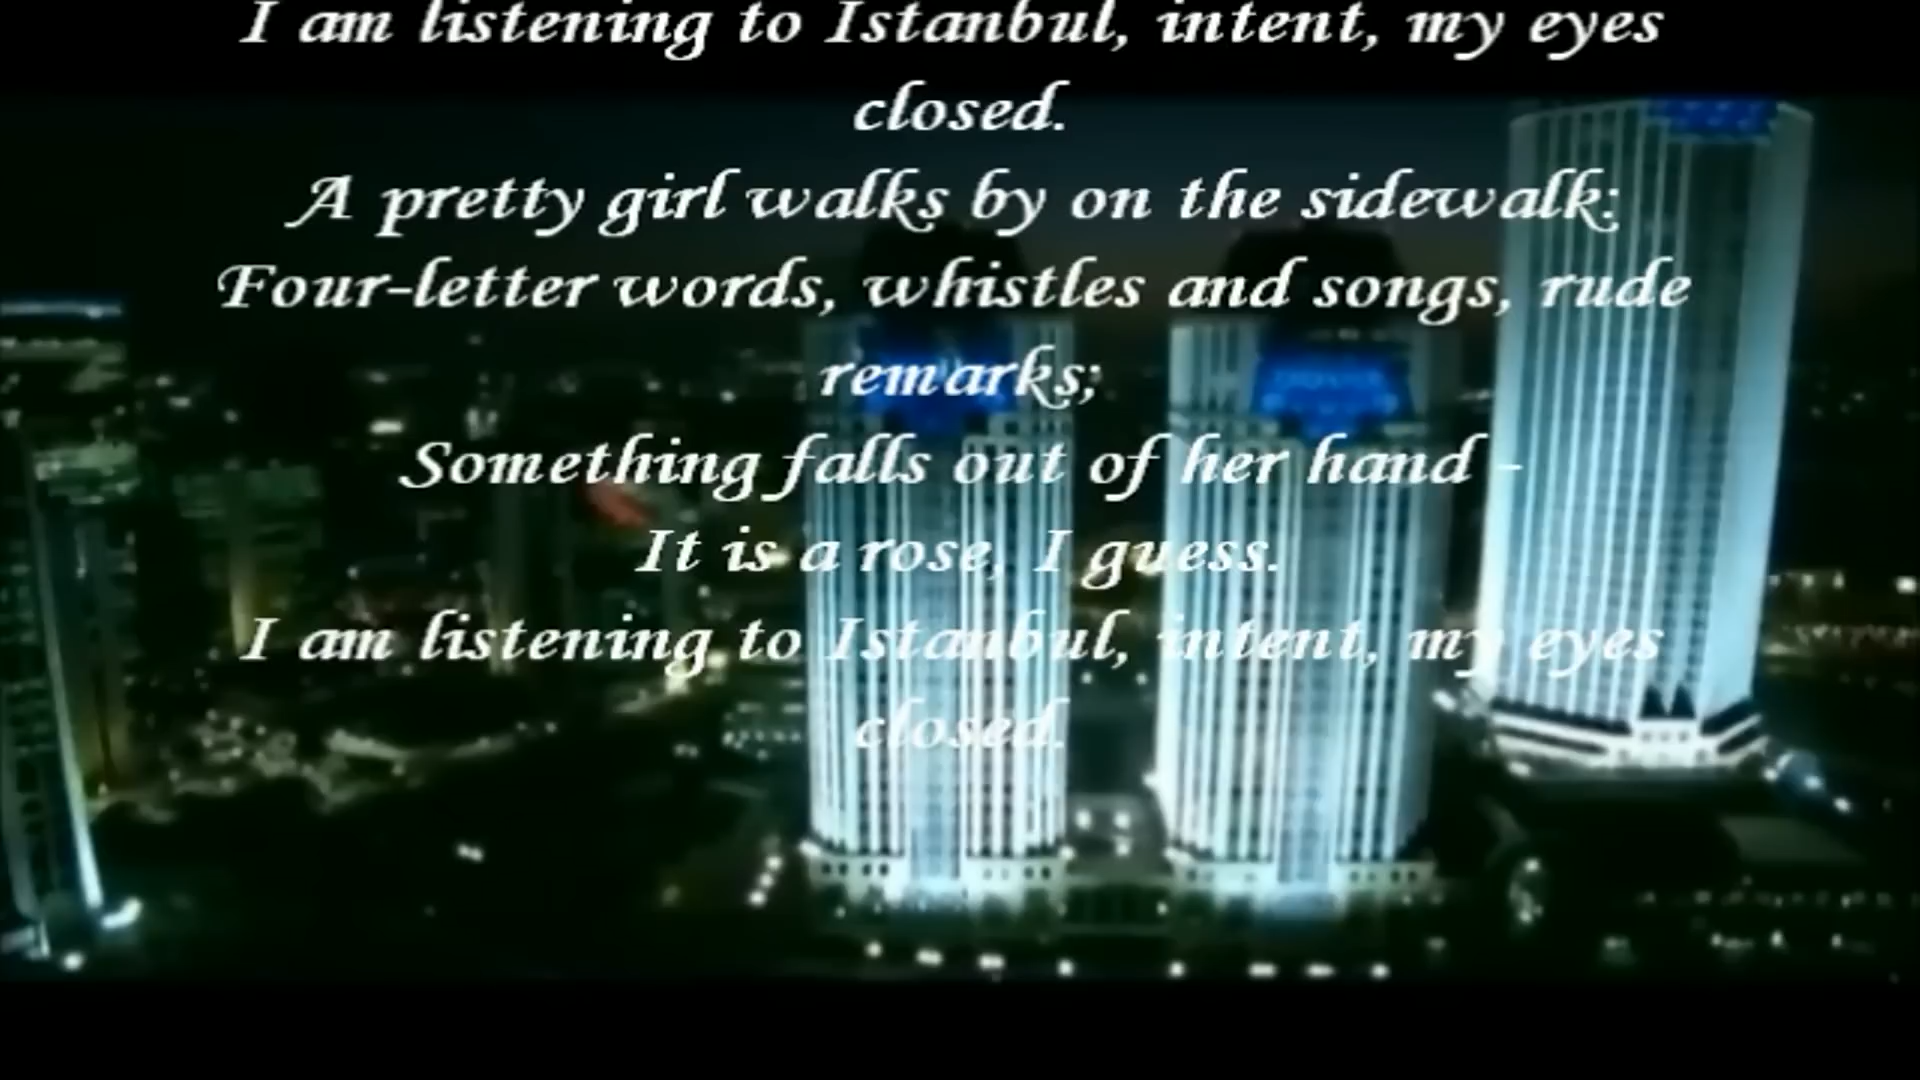 I am listening to Istanbul, intent, my eyes
closed.
A pretty girl walks by on the sidewalk:
Four-letter words, whistles and songs, rude
remarks;
Something falls out of her hand -
It is a rose, I guess.
I am listening to Istanbul, intent, my eyes
closed.